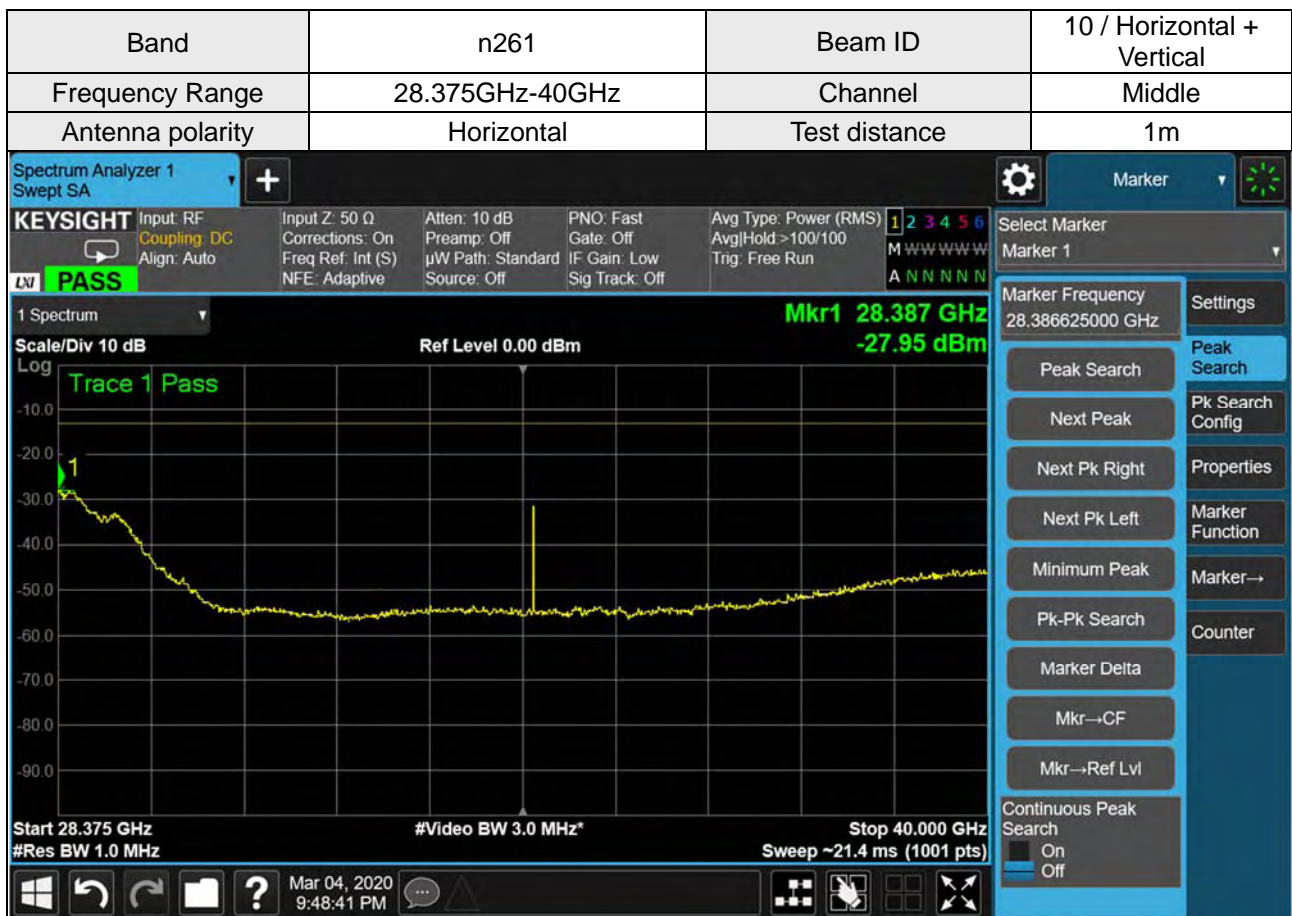 Band n261 Beam ID 10 / Horizontal + Vertical
Frequency Range 28.375GHz-40GHz Channel Middle
Antenna polarity Horizontal Test distance 1m
Spectrum Analyzer 1
Swept SA
+
Marker
KEYSIGHT
LXI PASS
Input: RF
Coupling: DC
Align: Auto
Input Z: 50 Ω
Corrections: On
Freq Ref: Int (S)
NFE: Adaptive
Atten: 10 dB
Preamp: Off
µW Path: Standard
Source: Off
PNO: Fast
Gate: Off
IF Gain: Low
Sig Track: Off
Avg Type: Power (RMS)
Avg|Hold:>100/100
Trig: Free Run
1 2 3 4 5 6
M W W W W W
A N N N N N
Select Marker
Marker 1
1 Spectrum
Mkr1 28.387 GHz
-27.95 dBm
Scale/Div 10 dB
Ref Level 0.00 dBm
Log
Trace 1 Pass
-10.0
-20.0
1
-30.0
-40.0
-50.0
-60.0
-70.0
-80.0
-90.0
Start 28.375 GHz
#Res BW 1.0 MHz
#Video BW 3.0 MHz*
Stop 40.000 GHz
Sweep ~21.4 ms (1001 pts)
Marker Frequency
28.386625000 GHz
Peak Search
Next Peak
Next Pk Right
Next Pk Left
Minimum Peak
Pk-Pk Search
Marker Delta
Mkr→CF
Mkr→Ref Lvl
Continuous Peak
Search
On
Off
Settings
Peak
Search
Pk Search
Config
Properties
Marker
Function
Marker→
Counter
?
Mar 04, 2020
9:48:41 PM